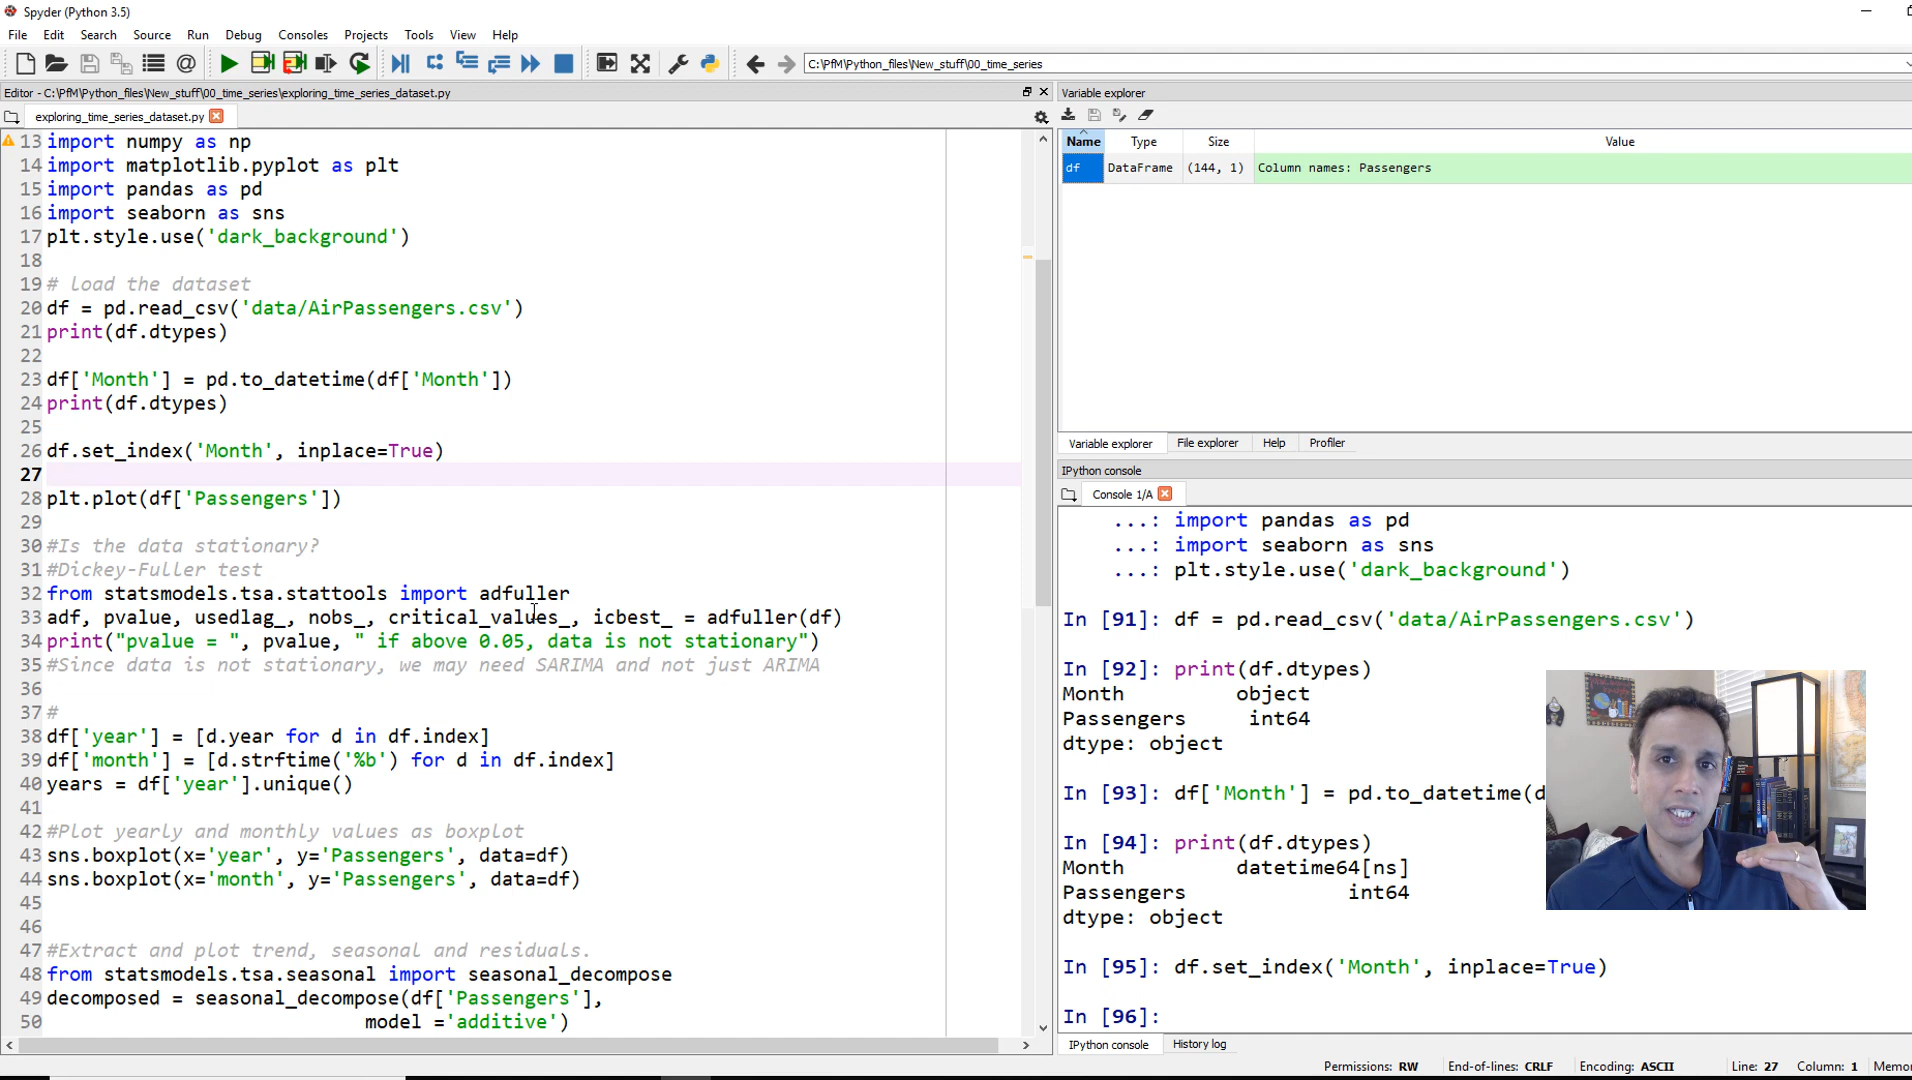 Spyder (Python 3.5)
File Edit Search Source Run Debug Consoles Projects Tools View Help
C:\PfM\Python_files\New_stuff\00_time_series
Editor - C:\PfM\Python_files\New_stuff\00_time_series\exploring_time_series_dataset.py
exploring_time_series_dataset.py
13 import numpy as np
14 import matplotlib.pyplot as plt
15 import pandas as pd
16 import seaborn as sns
17 plt.style.use('dark_background')
18
19 # load the dataset
20 df = pd.read_csv('data/AirPassengers.csv')
21 print(df.dtypes)
22
23 df['Month'] = pd.to_datetime(df['Month'])
24 print(df.dtypes)
25
26 df.set_index('Month', inplace=True)
27
28 plt.plot(df['Passengers'])
29
30 #Is the data stationary?
31 #Dickey-Fuller test
32 from statsmodels.tsa.stattools import adfuller
33 adf, pvalue, usedlag_, nobs_, critical_values_, icbest_ = adfuller(df)
34 print("pvalue = ", pvalue, " if above 0.05, data is not stationary")
35 #Since data is not stationary, we may need SARIMA and not just ARIMA
36
37 #
38 df['year'] = [d.year for d in df.index]
39 df['month'] = [d.strftime('%b') for d in df.index]
40 years = df['year'].unique()
41
42 #Plot yearly and monthly values as boxplot
43 sns.boxplot(x='year', y='Passengers', data=df)
44 sns.boxplot(x='month', y='Passengers', data=df)
45
46
47 #Extract and plot trend, seasonal and residuals.
48 from statsmodels.tsa.seasonal import seasonal_decompose
49 decomposed = seasonal_decompose(df['Passengers'],
50 model ='additive')
Variable explorer
Name Type Size Value
df DataFrame (144, 1) Column names: Passengers
Variable explorer File explorer Help Profiler
IPython console
Console 1/A
...: import pandas as pd
...: import seaborn as sns
...: plt.style.use('dark_background')
In [91]: df = pd.read_csv('data/AirPassengers.csv')
In [92]: print(df.dtypes)
Month object
Passengers int64
dtype: object
In [93]: df['Month'] = pd.to_datetime(d
In [94]: print(df.dtypes)
Month datetime64[ns]
Passengers int64
dtype: object
In [95]: df.set_index('Month', inplace=True)
In [96]:
IPython console History log
Permissions: RW End-of-lines: CRLF Encoding: ASCII Line: 27 Column: 1 Memor